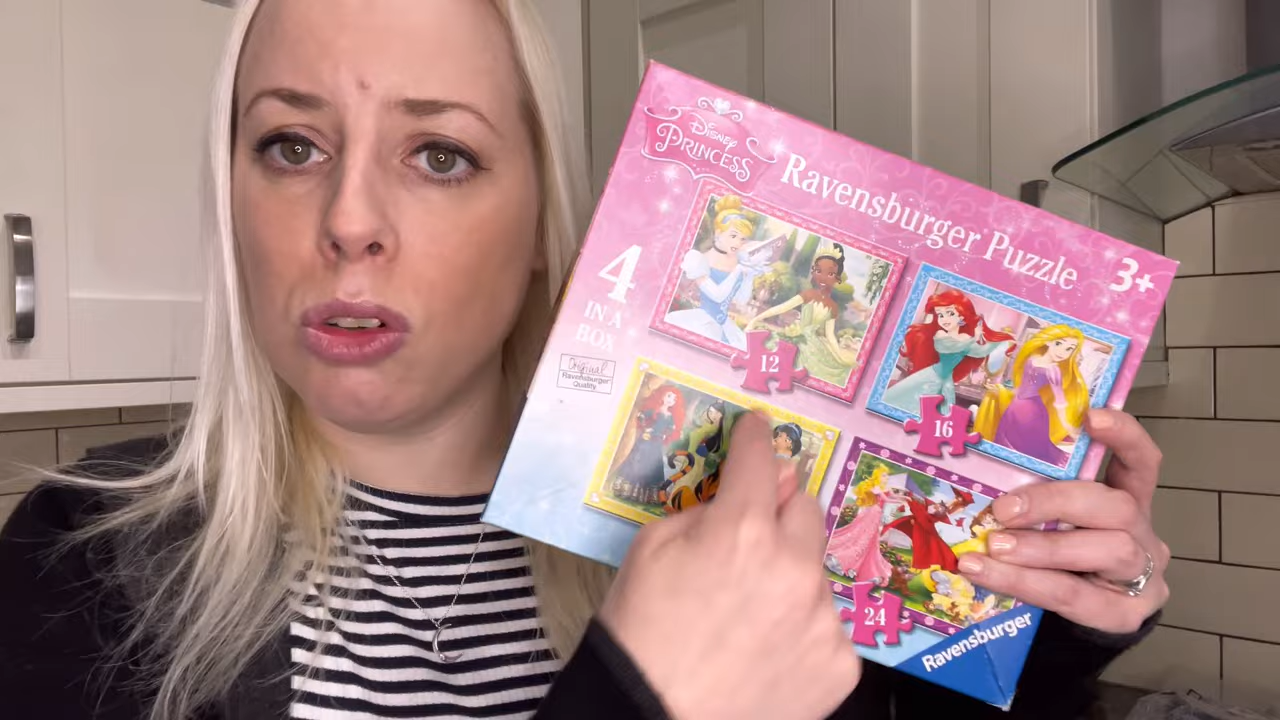 Disney
PRINCESS
Ravensburger Puzzle
3+
4
IN A
BOX
Original
Ravensburger
Quality
12
16
24
Ravensburger